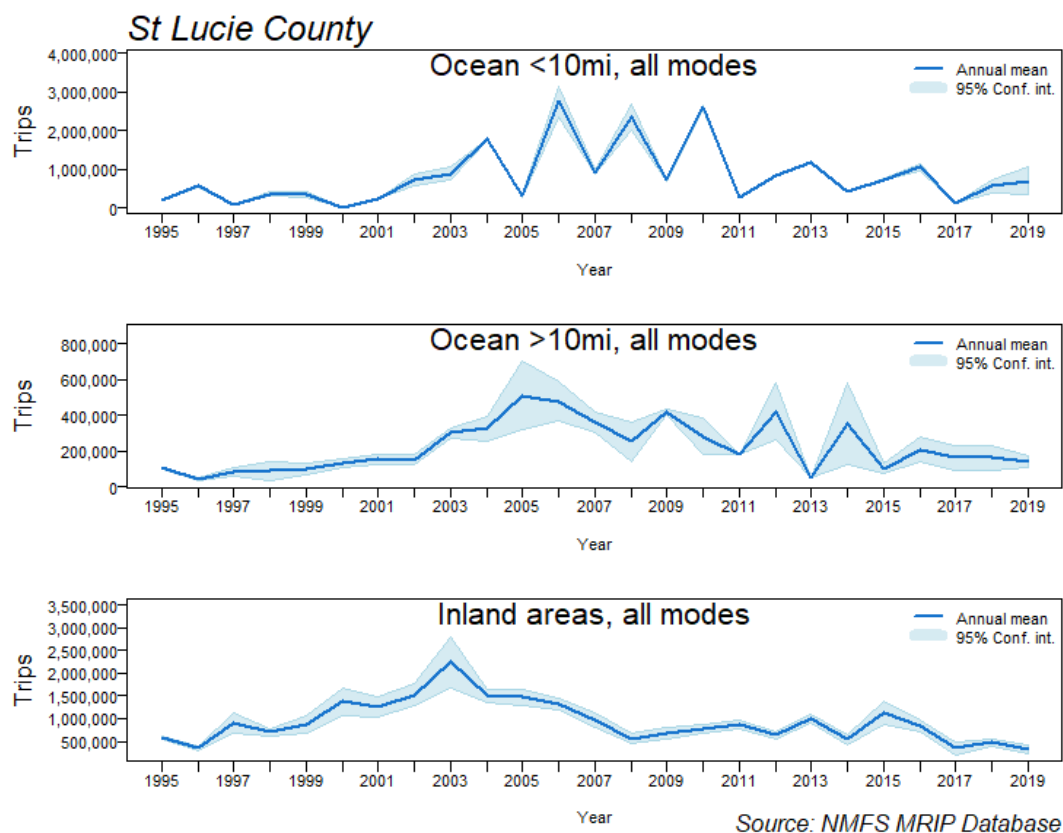 St Lucie County
Ocean <10mi, all modes
Annual mean
95% Conf. int.
Trips
4,000,000
3,000,000
2,000,000
1,000,000
0
1995 1997 1999 2001 2003 2005 2007 2009 2011 2013 2015 2017 2019
Year
Ocean >10mi, all modes
Annual mean
95% Conf. int.
Trips
800,000
600,000
400,000
200,000
0
1995 1997 1999 2001 2003 2005 2007 2009 2011 2013 2015 2017 2019
Year
Inland areas, all modes
Annual mean
95% Conf. int.
Trips
3,500,000
3,000,000
2,500,000
2,000,000
1,500,000
1,000,000
500,000
1995 1997 1999 2001 2003 2005 2007 2009 2011 2013 2015 2017 2019
Year
Source: NMFS MRIP Database